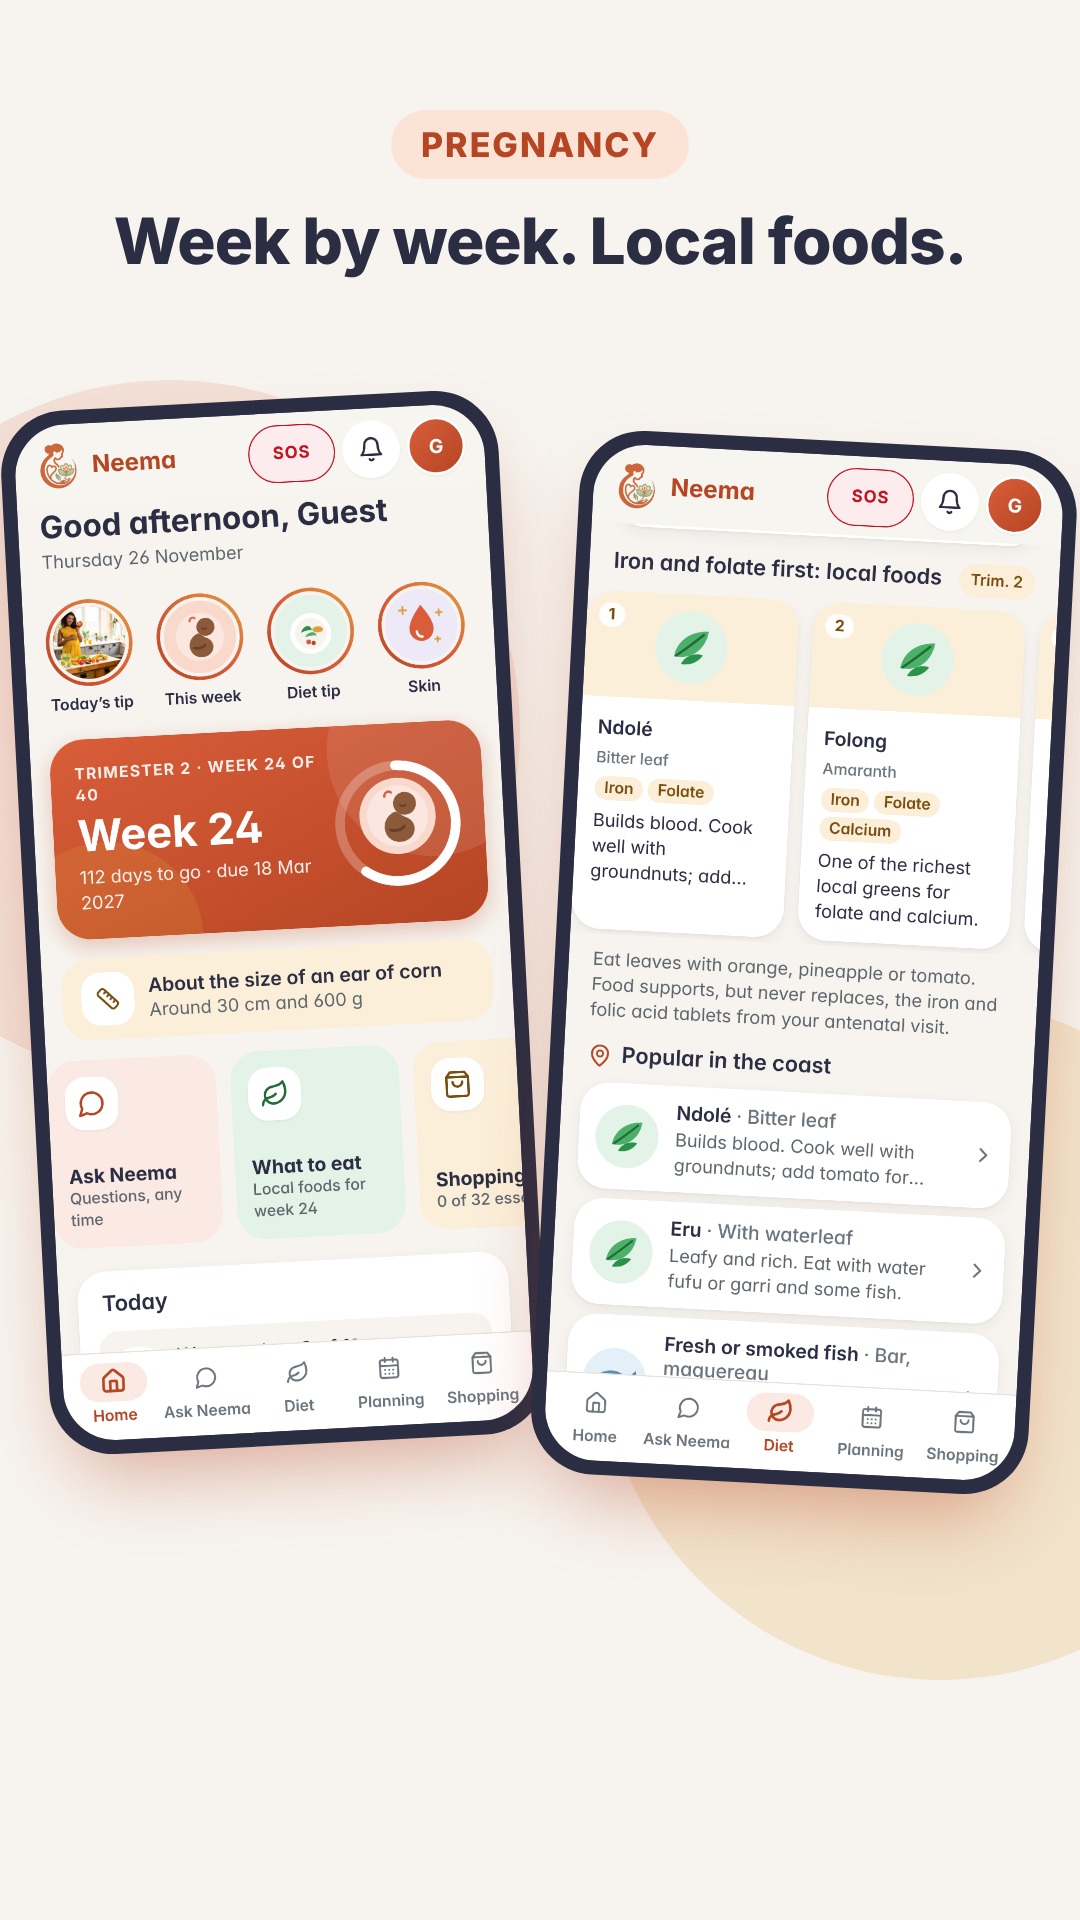 PREGNANCY
Week by week. Local foods.
Neema
SOS
G
Good afternoon, Guest
Thursday 26 November
Today's tip
This week
Diet tip
Skin
TRIMESTER 2 · WEEK 24 OF
40
Week 24
112 days to go · due 18 Mar
2027
About the size of an ear of corn
Around 30 cm and 600 g
Ask Neema
Questions, any
time
What to eat
Local foods for
week 24
Shopping
0 of 32 esse
Today
Home
Ask Neema
Diet
Planning
Shopping
Neema
SOS
G
Iron and folate first: local foods
Trim. 2
1
Ndolé
Bitter leaf
Iron Folate
Builds blood. Cook
well with
groundnuts; add...
2
Folong
Amaranth
Iron Folate
Calcium
One of the richest
local greens for
folate and calcium.
Eat leaves with orange, pineapple or tomato.
Food supports, but never replaces, the iron and
folic acid tablets from your antenatal visit.
Popular in the coast
Ndolé · Bitter leaf
Builds blood. Cook well with
groundnuts; add tomato for...
Eru · With waterleaf
Leafy and rich. Eat with water
fufu or garri and some fish.
Fresh or smoked fish · Bar,
maquereau
Home
Ask Neema
Diet
Planning
Shopping